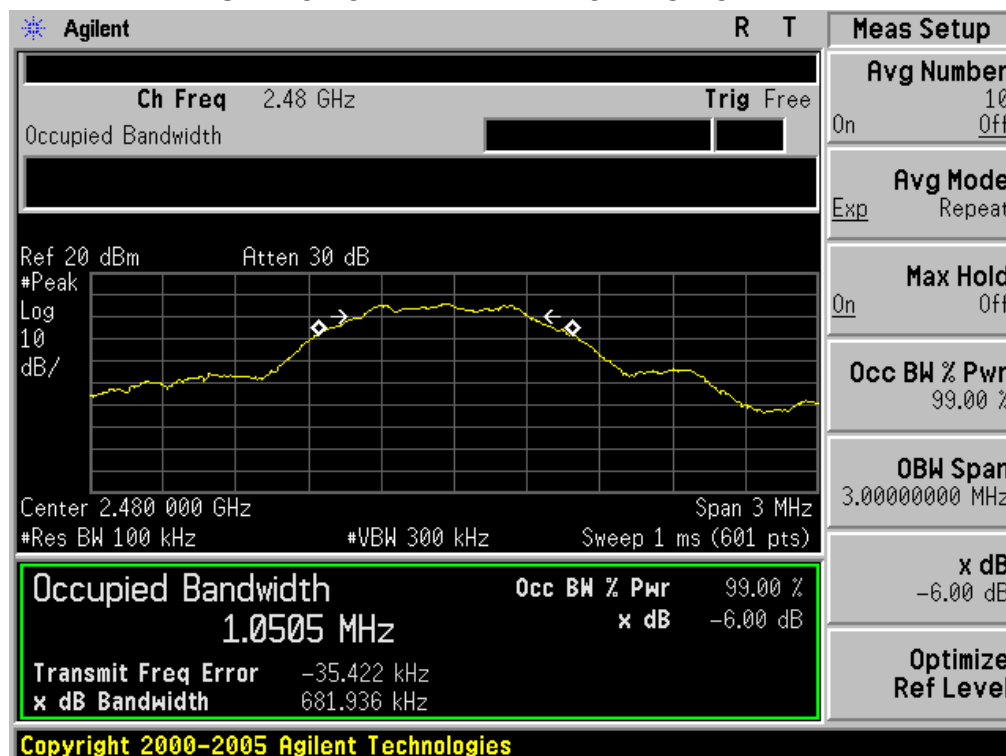 Agilent R T
Ch Freq 2.48 GHz Trig Free
Occupied Bandwidth
Ref 20 dBm Atten 30 dB
#Peak
Log
10
dB/
Center 2.480 000 GHz Span 3 MHz
#Res BW 100 kHz #VBW 300 kHz Sweep 1 ms (601 pts)
Occupied Bandwidth Occ BW % Pwr 99.00 %
1.0505 MHz x dB -6.00 dB
Transmit Freq Error -35.422 kHz
x dB Bandwidth 681.936 kHz
Copyright 2000-2005 Agilent Technologies
Meas Setup
Avg Number
10
On Off
Avg Mode
Exp Repeat
Max Hold
On Off
Occ BW % Pwr
99.00 %
OBW Span
3.00000000 MHz
x dB
-6.00 dB
Optimize
Ref Level